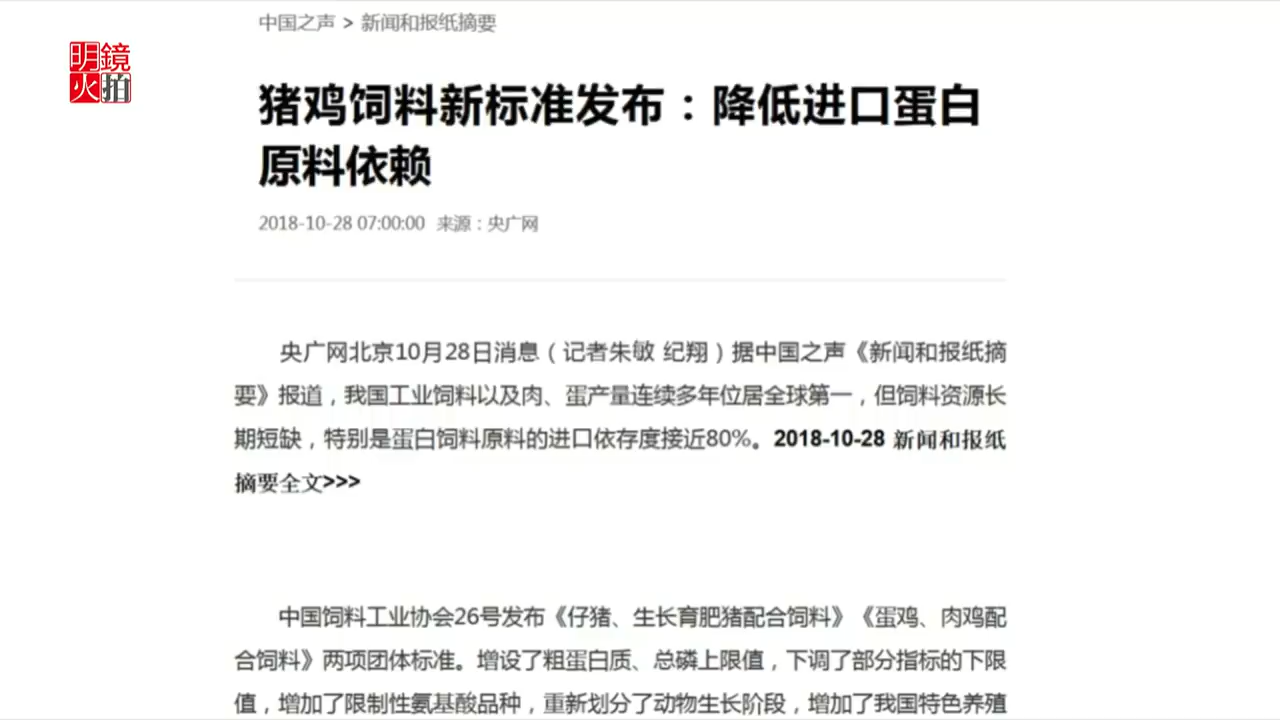 中国之声 > 新闻和报纸摘要
明鏡
火拍
猪鸡饲料新标准发布：降低进口蛋白
原料依赖
2018-10-28 07:00:00 来源：央广网
央广网北京10月28日消息（记者朱敏 纪翔）据中国之声《新闻和报纸摘
要》报道，我国工业饲料以及肉、蛋产量连续多年位居全球第一，但饲料资源长
期短缺，特别是蛋白饲料原料的进口依存度接近80%。2018-10-28 新闻和报纸
摘要全文>>>
中国饲料工业协会26号发布《仔猪、生长育肥猪配合饲料》《蛋鸡、肉鸡配
合饲料》两项团体标准。增设了粗蛋白质、总磷上限值，下调了部分指标的下限
值，增加了限制性氨基酸品种，重新划分了动物生长阶段，增加了我国特色养殖